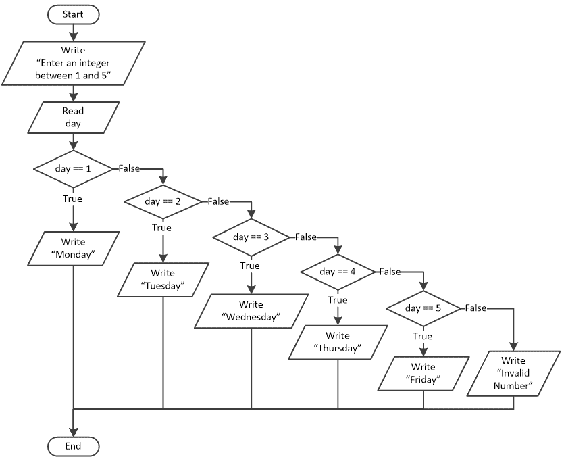 Start
Write
"Enter an integer
between 1 and 5"
Read
day
day == 1
False
True
Write
"Monday"
day == 2
False
True
Write
"Tuesday"
day == 3
False
True
Write
"Wednesday"
day == 4
False
True
Write
"Thursday"
day == 5
False
True
Write
"Friday"
Write
"Invalid
Number"
End